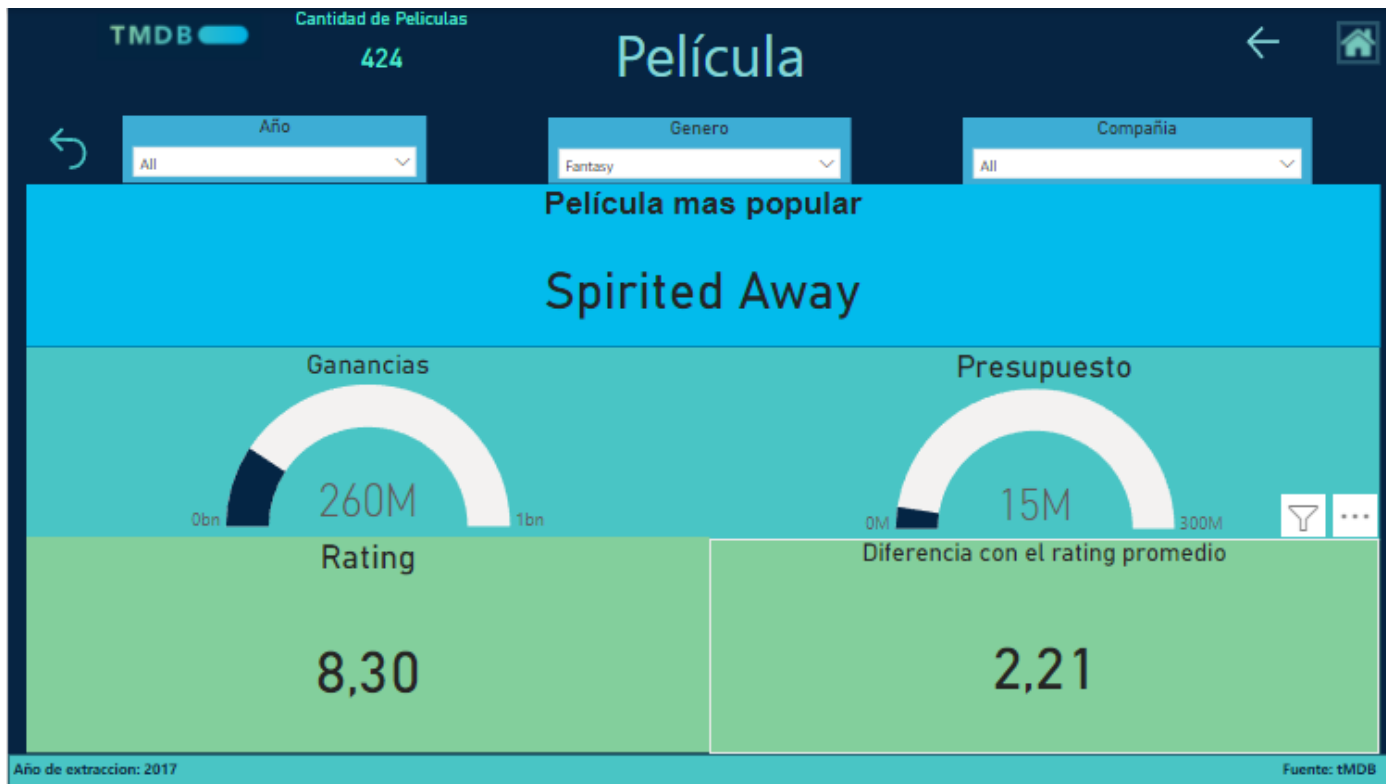 TMDB
Cantidad de Peliculas
424
Película
Año
All
Genero
Fantasy
Compañia
All
Película mas popular
Spirited Away
Ganancias
260M
0bn
1bn
Presupuesto
15M
0M
300M
Rating
8,30
Diferencia con el rating promedio
2,21
Año de extraccion: 2017
Fuente: tMDB